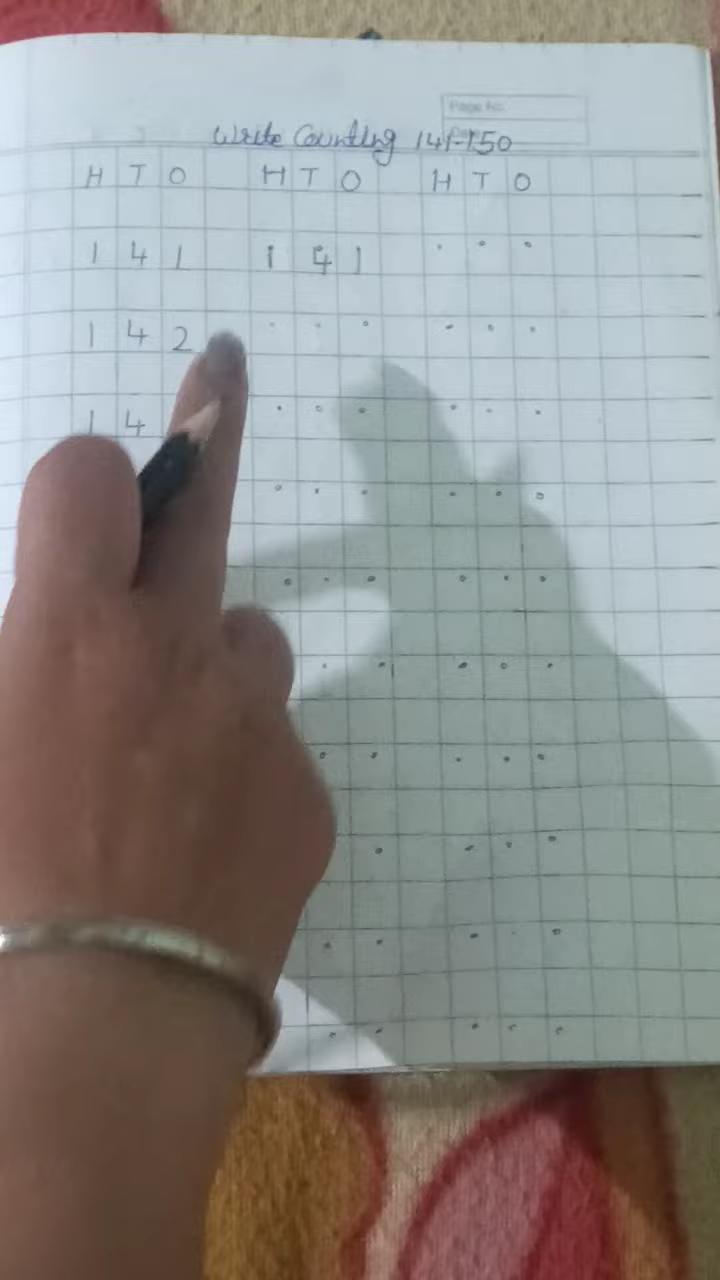 Page No.
Write Counting 141-150
H T O H T O H T O
1 4 1 1 4 1
1 4 2
1 4